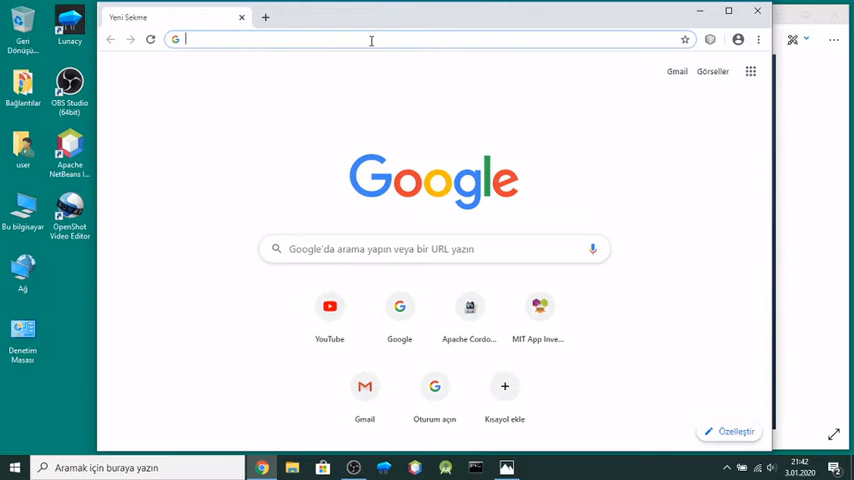 Yeni Sekme
Geri
Dönüşü...
Lunacy
Gmail
Görseller
Bağlantılar
OBS Studio
(64bit)
Google
user
Apache
NetBeans I...
Bu bilgisayar
OpenShot
Video Editor
Google'da arama yapın veya bir URL yazın
Ağ
YouTube
Google
Apache Cordo...
MIT App Inve...
Denetim
Masası
Gmail
Oturum açın
Kısayol ekle
Özelleştir
Aramak için buraya yazın
21:42
3.01.2020
2